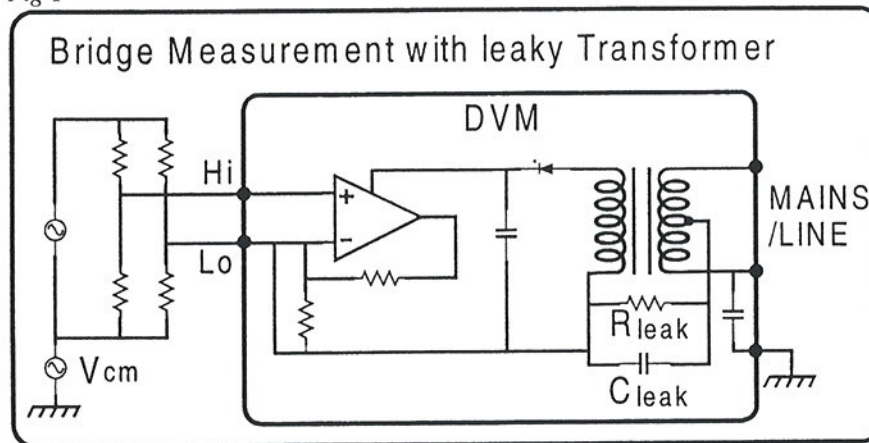 Bridge Measurement with leaky Transformer
DVM
Hi
+
-
Lo
MAINS
/LINE
Rleak
Vcm
Cleak